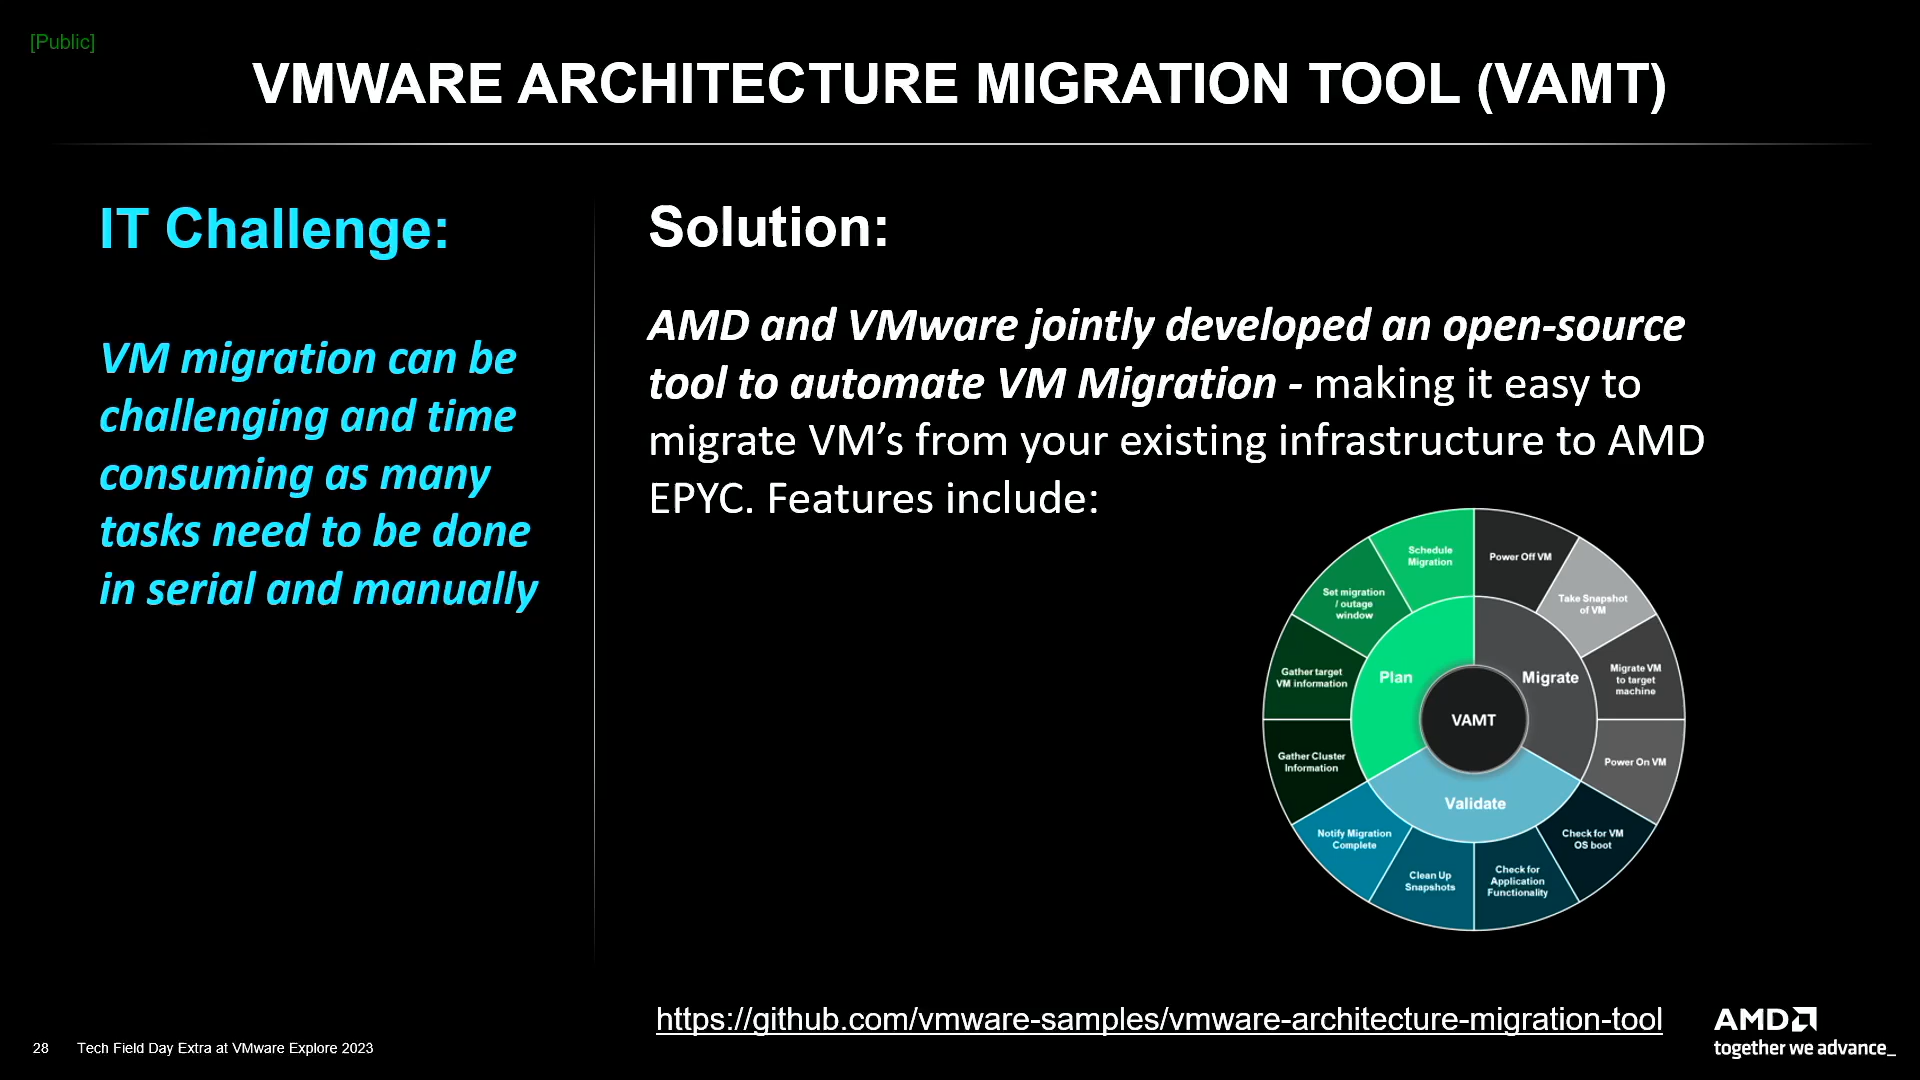 [Public]
VMWARE ARCHITECTURE MIGRATION TOOL (VAMT)
IT Challenge:
VM migration can be
challenging and time
consuming as many
tasks need to be done
in serial and manually
Solution:
AMD and VMware jointly developed an open-source
tool to automate VM Migration - making it easy to
migrate VM’s from your existing infrastructure to AMD
EPYC. Features include:
Schedule
Migration
Power Off VM
Set migration
/ outage
window
Take Snapshot
of VM
Gather target
VM information
Plan
Migrate
Migrate VM
to target
machine
VAMT
Gather Cluster
Information
Power On VM
Validate
Notify Migration
Complete
Check for VM
OS boot
Clean Up
Snapshots
Check for
Application
Functionality
https://github.com/vmware-samples/vmware-architecture-migration-tool
AMD
together we advance_
28
Tech Field Day Extra at VMware Explore 2023